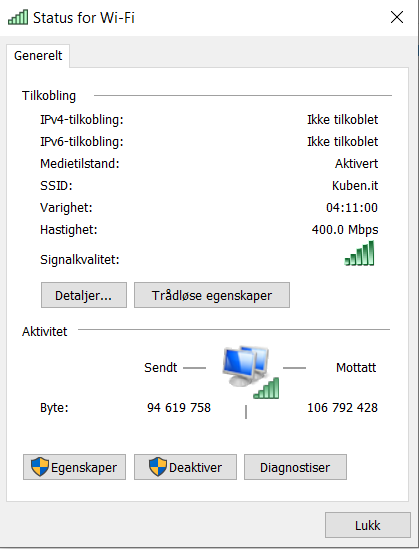 Status for Wi-Fi
Generelt
Tilkobling
IPv4-tilkobling: Ikke tilkoblet
IPv6-tilkobling: Ikke tilkoblet
Medietilstand: Aktivert
SSID: Kuben.it
Varighet: 04:11:00
Hastighet: 400.0 Mbps
Signalkvalitet:
Detaljer... Trådløse egenskaper
Aktivitet
Sendt Mottatt
Byte: 94 619 758 106 792 428
Egenskaper Deaktiver Diagnostiser
Lukk